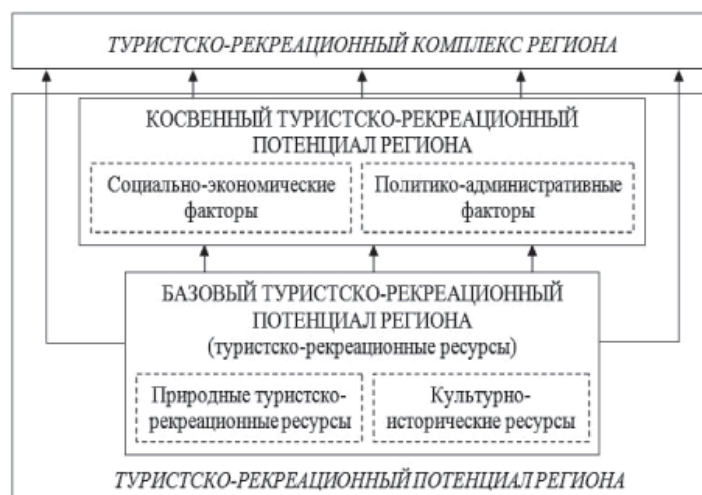 ТУРИСТСКО-РЕКРЕАЦИОННЫЙ КОМПЛЕКС РЕГИОНА
КОСВЕННЫЙ ТУРИСТСКО-РЕКРЕАЦИОННЫЙ
ПОТЕНЦИАЛ РЕГИОНА
Социально-экономические
факторы
Политико-административные
факторы
БАЗОВЫЙ ТУРИСТСКО-РЕКРЕАЦИОННЫЙ
ПОТЕНЦИАЛ РЕГИОНА
(туристско-рекреационные ресурсы)
Природные туристско-
рекреационные ресурсы
Культурно-
исторические ресурсы
ТУРИСТСКО-РЕКРЕАЦИОННЫЙ ПОТЕНЦИАЛ РЕГИОНА